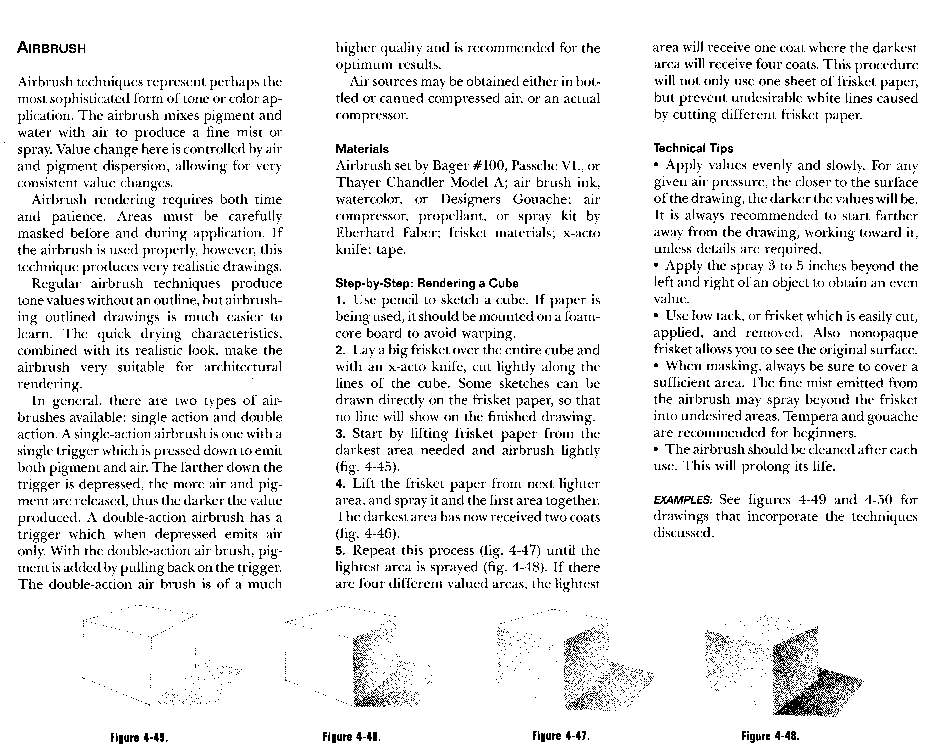 AIRBRUSH
Airbrush techniques represent perhaps the
most sophisticated form of tone or color ap-
plication. The airbrush mixes pigment and
water with air to produce a fine mist or
spray. Value change here is controlled by air
and pigment dispersion, allowing for very
consistent value changes.
Airbrush rendering requires both time
and patience. Areas must be carefully
masked before and during application. If
the airbrush is used properly, however, this
technique produces very realistic drawings.
Regular airbrush techniques produce
tone values without an outline, but airbrush-
ing outlined drawings is much easier to
learn. The quick drying characteristics,
combined with its realistic look, make the
airbrush very suitable for architectural
rendering.
In general, there are two types of air-
brushes available: single action and double
action. A single-action airbrush is one with a
single trigger which is pressed down to emit
both pigment and air. The farther down the
trigger is depressed, the more air and pig-
ment are released, thus the darker the value
produced. A double-action airbrush has a
trigger which when depressed emits air
only. With the double-action air brush, pig-
ment is added by pulling back on the trigger.
The double-action air brush is of a much
higher quality and is recommended for the
optimum results.
Air sources may be obtained either in bot-
tled or canned compressed air, or an actual
compressor.
Materials
Airbrush set by Bager #100, Passche VL, or
Thayer Chandler Model A; air brush ink,
watercolor, or Designers Gouache; air
compressor, propellant, or spray kit by
Eberhard Faber; frisket materials; x-acto
knife; tape.
Step-by-Step: Rendering a Cube
1. Use pencil to sketch a cube. If paper is
being used, it should be mounted on a foam-
core board to avoid warping.
2. Lay a big frisket over the entire cube and
with an x-acto knife, cut lightly along the
lines of the cube. Some sketches can be
drawn directly on the frisket paper, so that
no line will show on the finished drawing.
3. Start by lifting frisket paper from the
darkest area needed and airbrush lightly
(fig. 4-45).
4. Lift the frisket paper from next lighter
area, and spray it and the first area together.
The darkest area has now received two coats
(fig. 4-46).
5. Repeat this process (fig. 4-47) until the
lightest area is sprayed (fig. 4-48). If there
are four different valued areas, the lightest
area will receive one coat where the darkest
area will receive four coats. This procedure
will not only use one sheet of frisket paper,
but prevent undesirable white lines caused
by cutting different frisket paper.
Technical Tips
• Apply values evenly and slowly. For any
given air pressure, the closer to the surface
of the drawing, the darker the values will be.
It is always recommended to start farther
away from the drawing, working toward it,
unless details are required.
• Apply the spray 3 to 5 inches beyond the
left and right of an object to obtain an even
value.
• Use low tack, or frisket which is easily cut,
applied, and removed. Also nonopaque
frisket allows you to see the original surface.
• When masking, always be sure to cover a
sufficient area. The fine mist emitted from
the airbrush may spray beyond the frisket
into undesired areas. Tempera and gouache
are recommended for beginners.
• The airbrush should be cleaned after each
use. This will prolong its life.
EXAMPLES: See figures 4-49 and 4-50 for
drawings that incorporate the techniques
discussed.
Figure 4-45.
Figure 4-46.
Figure 4-47.
Figure 4-48.